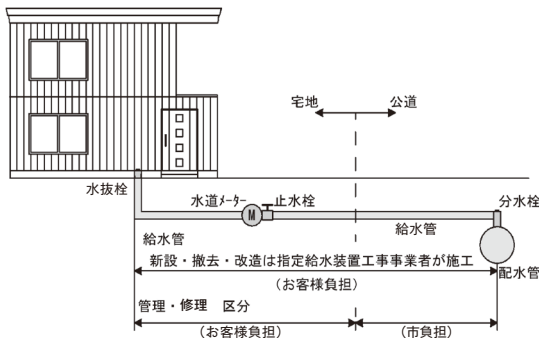 宅地 公道
水抜栓
水道メーター 止水栓 分水栓
M
給水管 給水管
新設・撤去・改造は指定給水装置工事事業者が施工
配水管
(お客様負担)
管理・修理 区分
(お客様負担) (市負担)